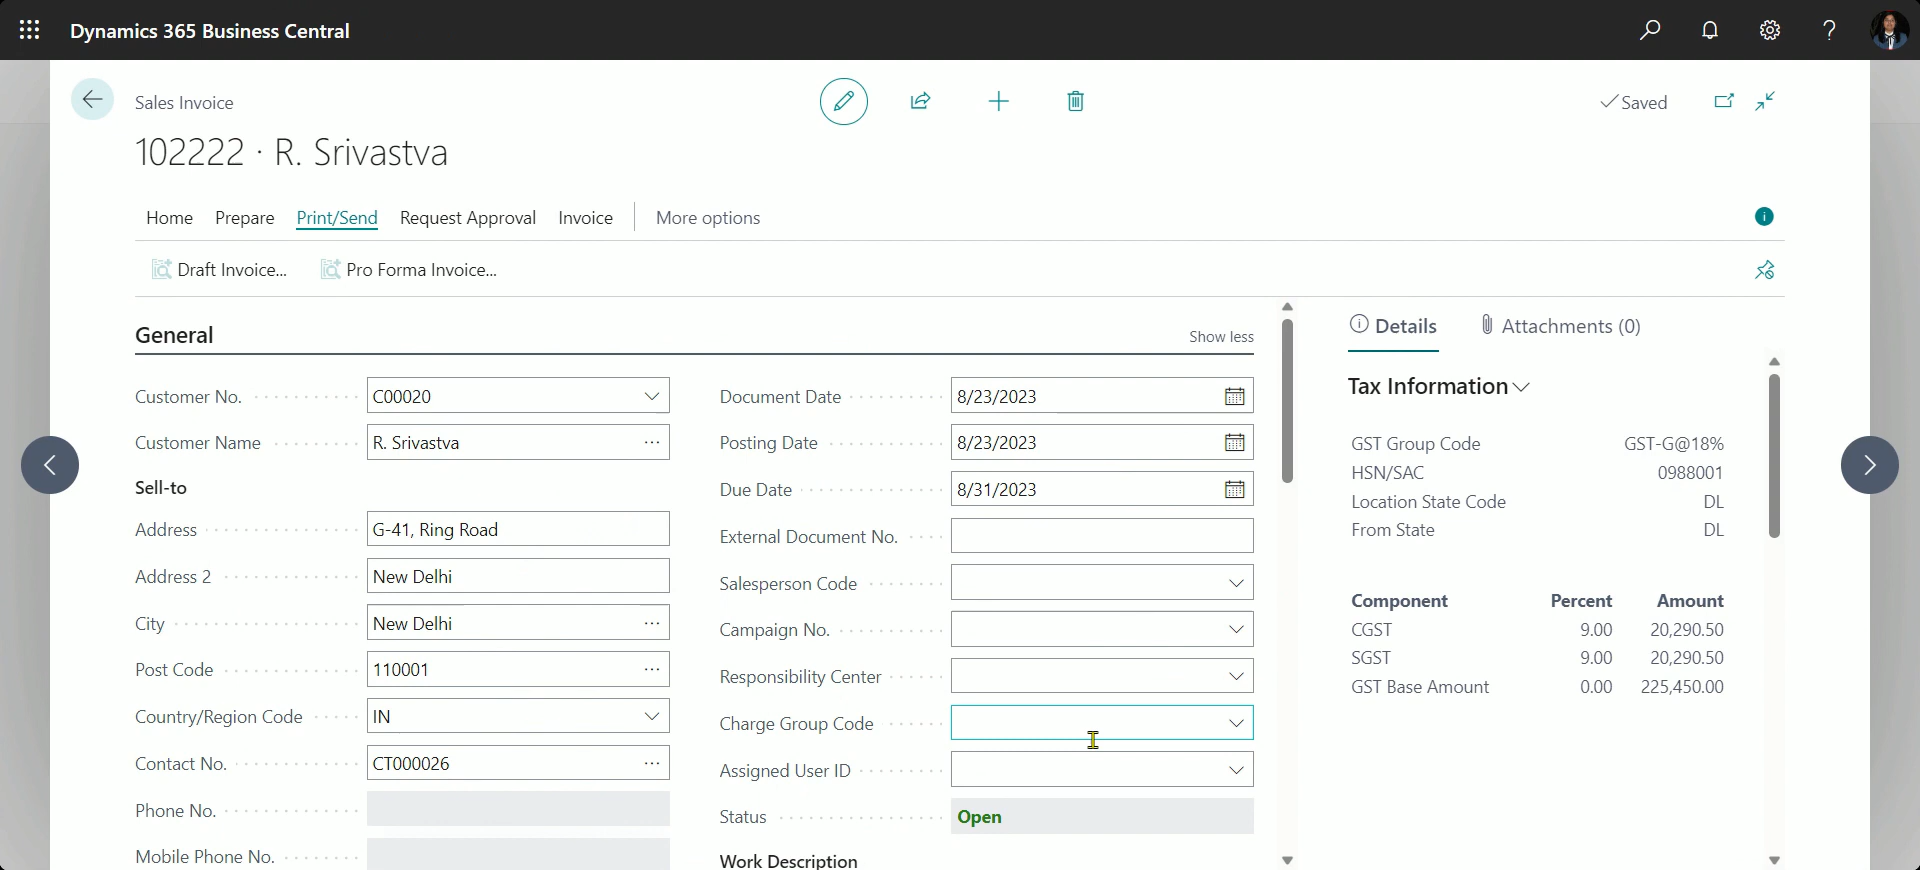 Dynamics 365 Business Central
?
Sales Invoice
Saved
102222 · R. Srivastva
Home Prepare Print/Send Request Approval Invoice More options
Draft Invoice... Pro Forma Invoice...
General Show less
Customer No. C00020
Customer Name R. Srivastva ...
Sell-to
Address G-41, Ring Road
Address 2 New Delhi
City New Delhi ...
Post Code 110001 ...
Country/Region Code IN
Contact No. CT000026 ...
Phone No.
Mobile Phone No.
Document Date 8/23/2023
Posting Date 8/23/2023
Due Date 8/31/2023
External Document No.
Salesperson Code
Campaign No.
Responsibility Center
Charge Group Code
Assigned User ID
Status Open
Work Description
Details Attachments (0)
Tax Information
GST Group Code GST-G@18%
HSN/SAC 0988001
Location State Code DL
From State DL
Component Percent Amount
CGST 9.00 20,290.50
SGST 9.00 20,290.50
GST Base Amount 0.00 225,450.00